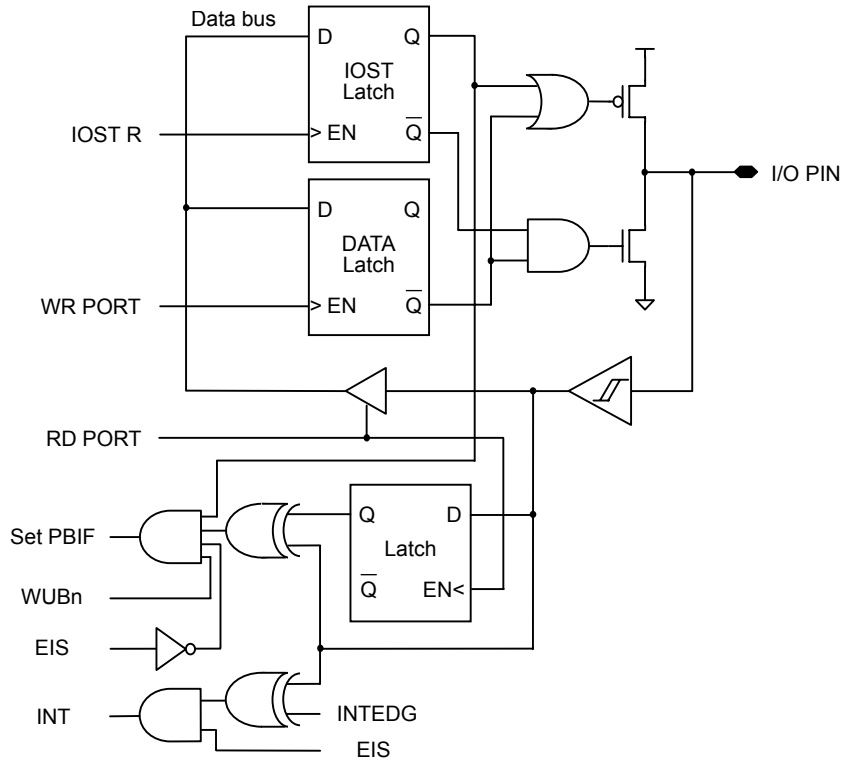 Data bus
D Q
IOST
Latch
IOST R
> EN Q̅
I/O PIN
D Q
DATA
Latch
WR PORT
> EN Q̅
RD PORT
Q D
Set PBIF
Latch
Q̅ EN<
WUBn
EIS
INT
INTEDG
EIS